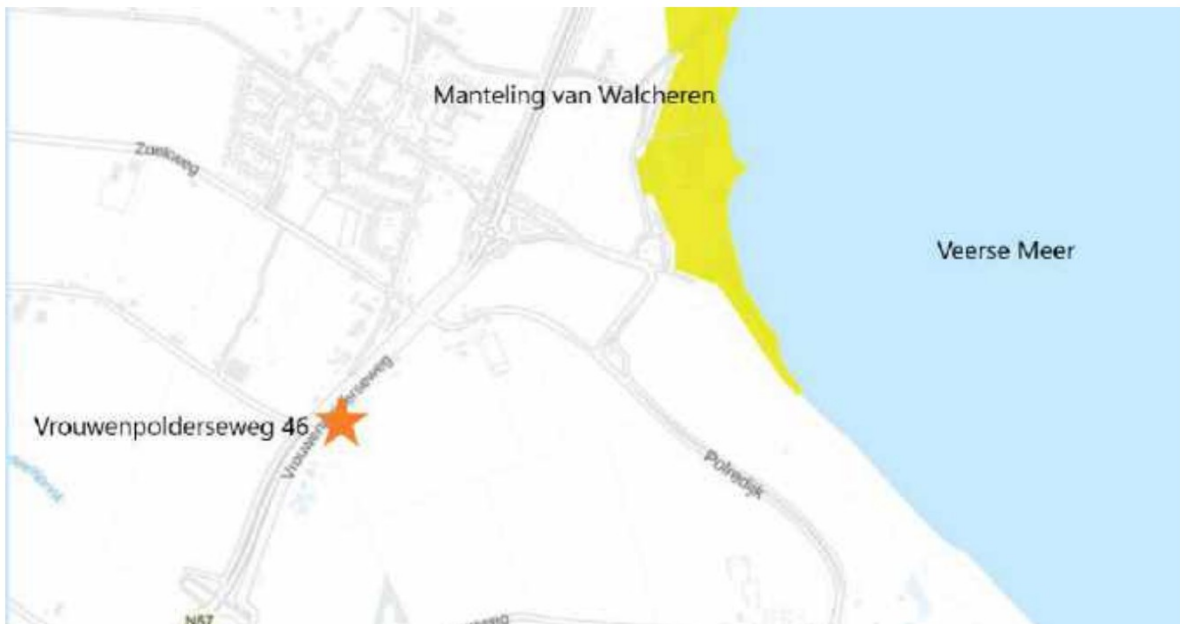 Manteling van Walcheren
Zoekweg
Veerse Meer
Vrouwenpolderseweg 46
Polredijk
N57